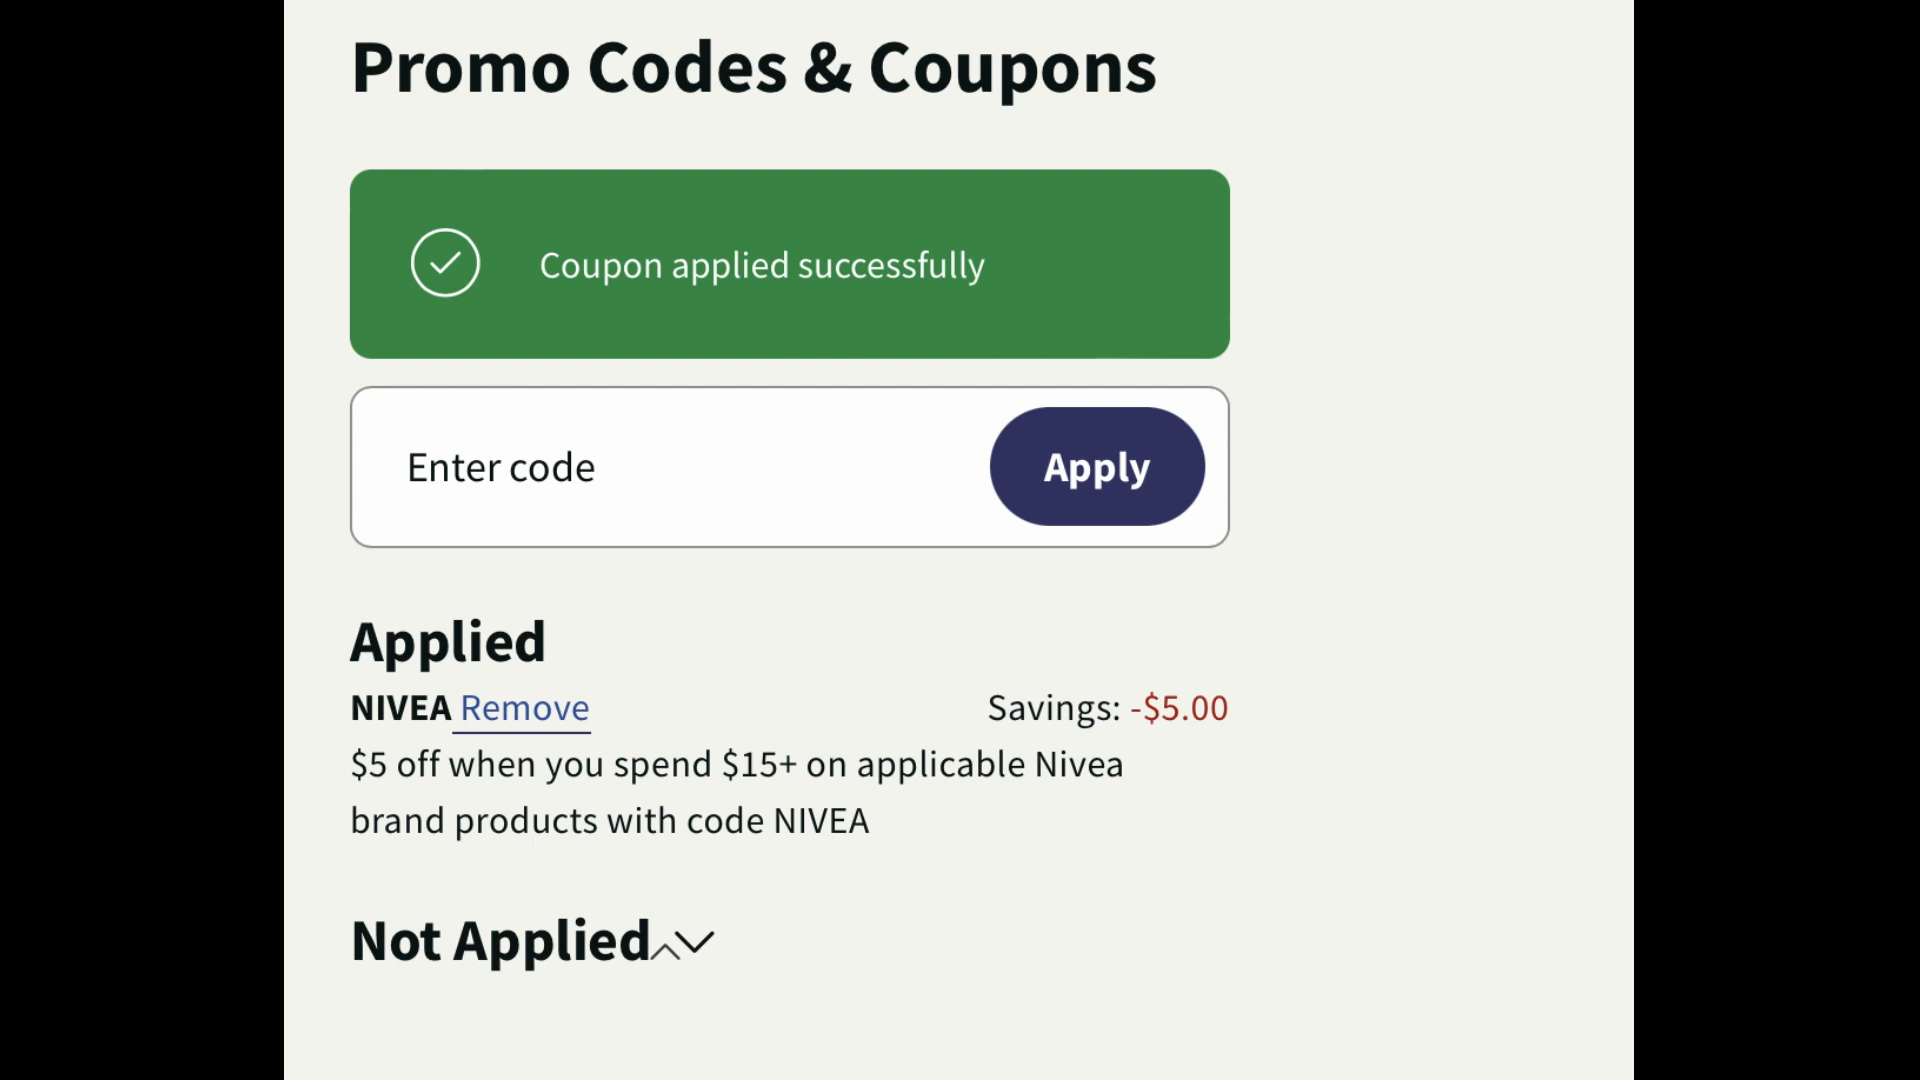 Promo Codes & Coupons
Coupon applied successfully
Enter code
Apply
Applied
NIVEA Remove
Savings: -$5.00
$5 off when you spend $15+ on applicable Nivea
brand products with code NIVEA
Not Applied